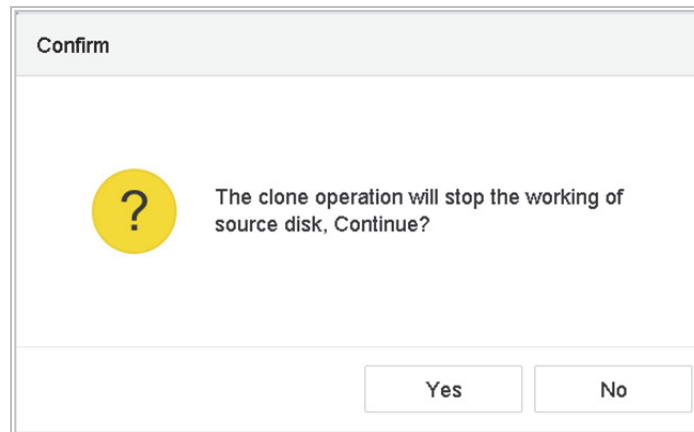 Confirm
?
The clone operation will stop the working of
source disk, Continue?
Yes No